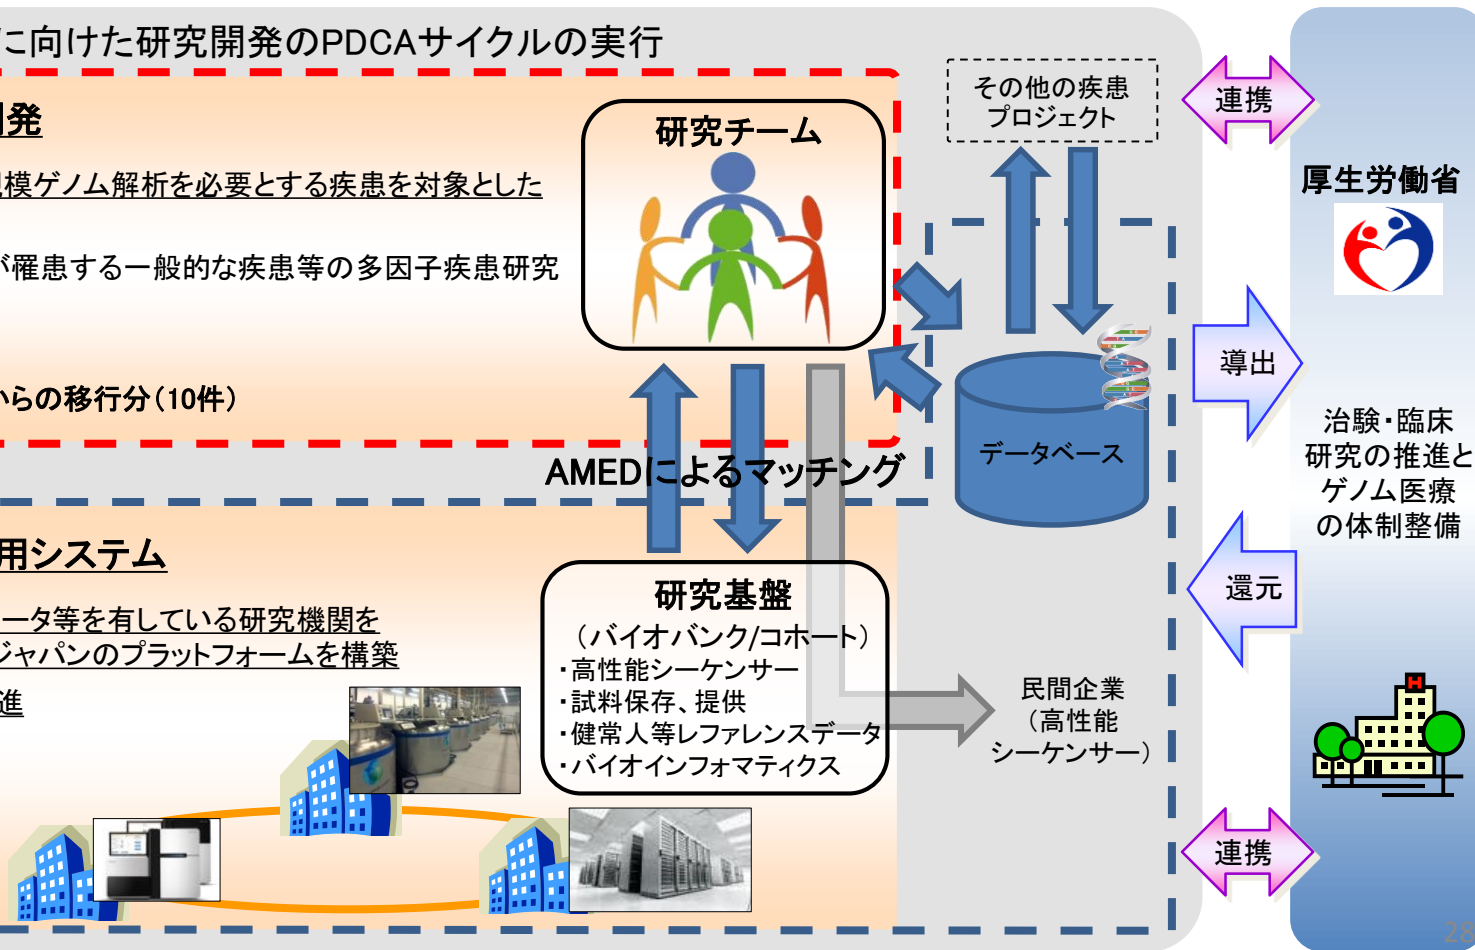 に向けた研究開発のPDCAサイクルの実行
発
模ゲノム解析を必要とする疾患を対象とした
が罹患する一般的な疾患等の多因子疾患研究
からの移行分（10件）
研究チーム
その他の疾患
プロジェクト
データベース
AMEDによるマッチング
用システム
ータ等を有している研究機関を
ジャパンのプラットフォームを構築
進
研究基盤
（バイオバンク/コホート）
・高性能シーケンサー
・試料保存、提供
・健常人等レファレンスデータ
・バイオインフォマティクス
民間企業
（高性能
シーケンサー）
連携
導出
還元
連携
厚生労働省
治験・臨床
研究の推進と
ゲノム医療
の体制整備
H
28